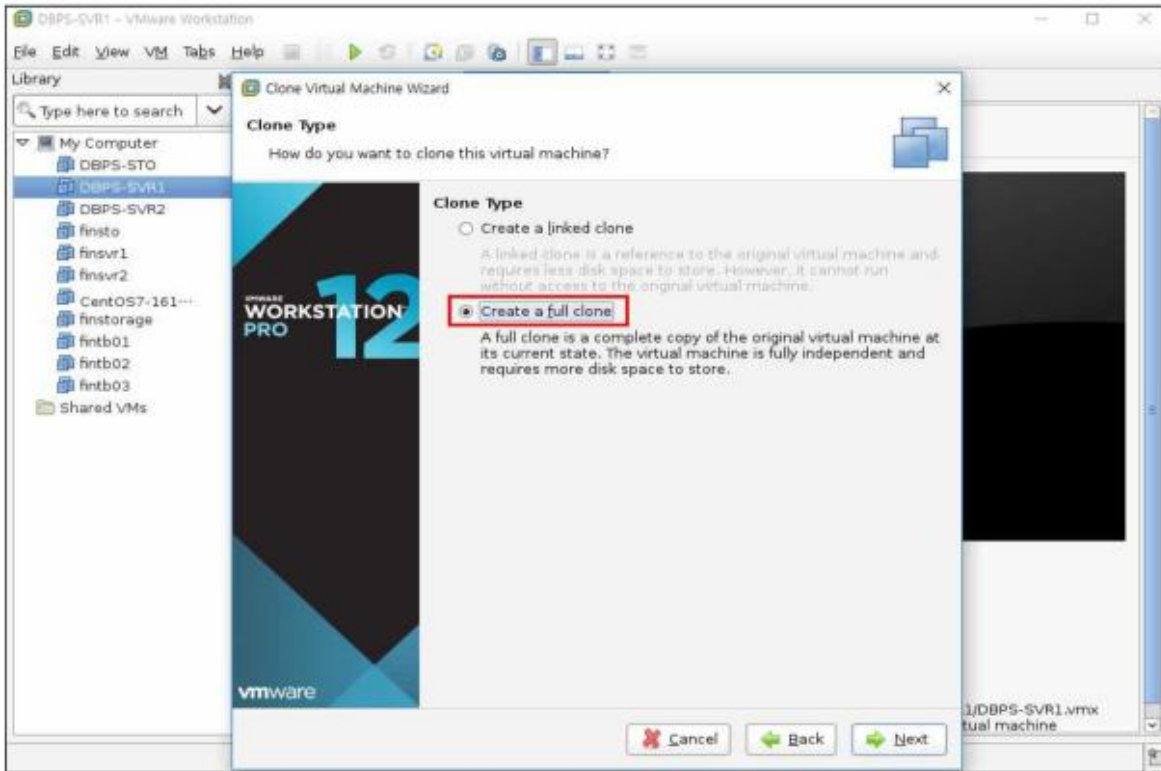 DBPS-SVR1 - VMware Workstation
File Edit View VM Tabs Help
Library
Type here to search
My Computer
DBPS-STO
DBPS-SVR1
DBPS-SVR2
finsto
finsvr1
finsvr2
CentOS7-161···
finstorage
fintb01
fintb02
fintb03
Shared VMs
Clone Virtual Machine Wizard
Clone Type
How do you want to clone this virtual machine?
VMWARE
WORKSTATION
PRO
12
vmware
Clone Type
Create a linked clone
A linked clone is a reference to the original virtual machine and
requires less disk space to store. However, it cannot run
without access to the original virtual machine.
Create a full clone
A full clone is a complete copy of the original virtual machine at
its current state. The virtual machine is fully independent and
requires more disk space to store.
Cancel Back Next
1/DBPS-SVR1.vmx
tual machine